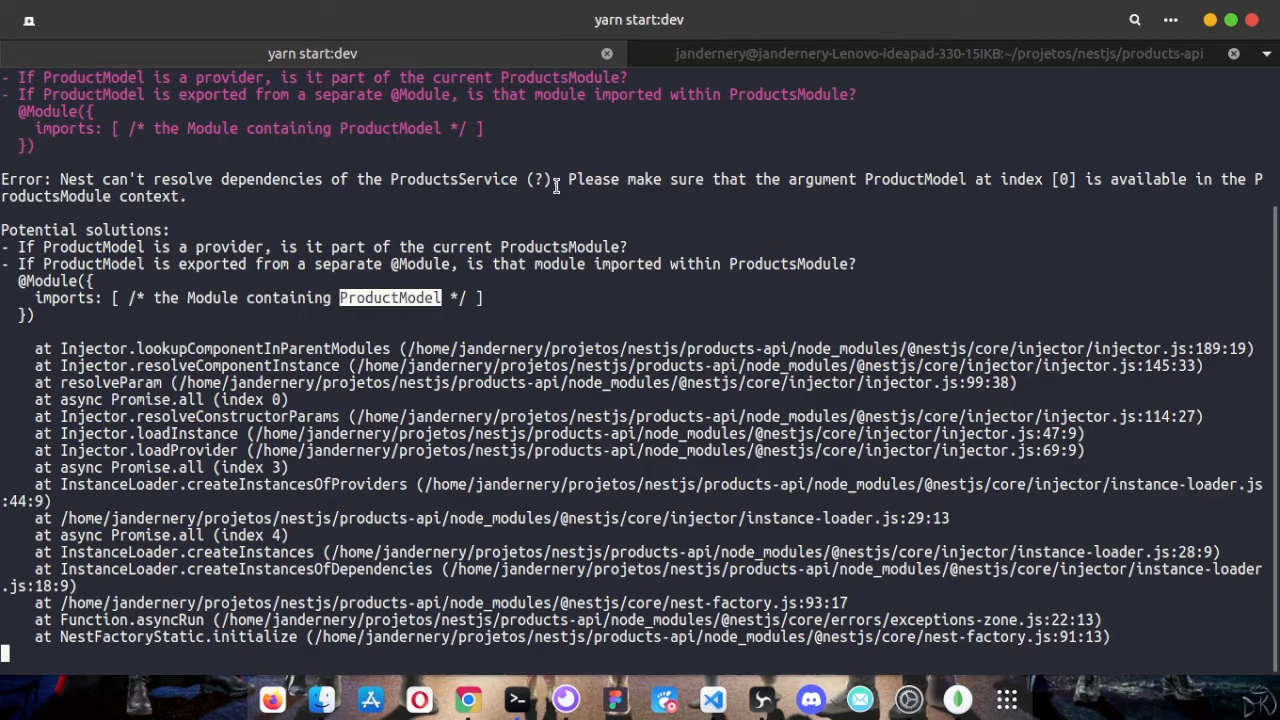 yarn start:dev
yarn start:dev
jandernery@jandernery-Lenovo-ideapad-330-15IKB:~/projetos/nestjs/products-api
- If ProductModel is a provider, is it part of the current ProductsModule?
- If ProductModel is exported from a separate @Module, is that module imported within ProductsModule?
@Module({
imports: [ /* the Module containing ProductModel */ ]
})
Error: Nest can't resolve dependencies of the ProductsService (?). Please make sure that the argument ProductModel at index [0] is available in the P
roductsModule context.
Potential solutions:
- If ProductModel is a provider, is it part of the current ProductsModule?
- If ProductModel is exported from a separate @Module, is that module imported within ProductsModule?
@Module({
imports: [ /* the Module containing ProductModel */ ]
})
at Injector.lookupComponentInParentModules (/home/jandernery/projetos/nestjs/products-api/node_modules/@nestjs/core/injector/injector.js:189:19)
at Injector.resolveComponentInstance (/home/jandernery/projetos/nestjs/products-api/node_modules/@nestjs/core/injector/injector.js:145:33)
at resolveParam (/home/jandernery/projetos/nestjs/products-api/node_modules/@nestjs/core/injector/injector.js:99:38)
at async Promise.all (index 0)
at Injector.resolveConstructorParams (/home/jandernery/projetos/nestjs/products-api/node_modules/@nestjs/core/injector/injector.js:114:27)
at Injector.loadInstance (/home/jandernery/projetos/nestjs/products-api/node_modules/@nestjs/core/injector/injector.js:47:9)
at Injector.loadProvider (/home/jandernery/projetos/nestjs/products-api/node_modules/@nestjs/core/injector/injector.js:69:9)
at async Promise.all (index 3)
at InstanceLoader.createInstancesOfProviders (/home/jandernery/projetos/nestjs/products-api/node_modules/@nestjs/core/injector/instance-loader.js
:44:9)
at /home/jandernery/projetos/nestjs/products-api/node_modules/@nestjs/core/injector/instance-loader.js:29:13
at async Promise.all (index 4)
at InstanceLoader.createInstances (/home/jandernery/projetos/nestjs/products-api/node_modules/@nestjs/core/injector/instance-loader.js:28:9)
at InstanceLoader.createInstancesOfDependencies (/home/jandernery/projetos/nestjs/products-api/node_modules/@nestjs/core/injector/instance-loader
.js:18:9)
at /home/jandernery/projetos/nestjs/products-api/node_modules/@nestjs/core/nest-factory.js:93:17
at Function.asyncRun (/home/jandernery/projetos/nestjs/products-api/node_modules/@nestjs/core/errors/exceptions-zone.js:22:13)
at NestFactoryStatic.initialize (/home/jandernery/projetos/nestjs/products-api/node_modules/@nestjs/core/nest-factory.js:91:13)